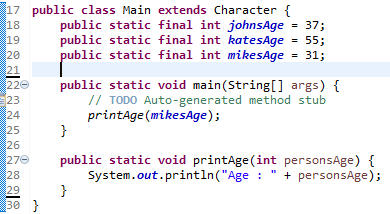 17 public class Main extends Character {
18     public static final int johnsAge = 37;
19     public static final int katesAge = 55;
20     public static final int mikesAge = 31;
21
22     public static void main(String[] args) {
23         // TODO Auto-generated method stub
24         printAge(mikesAge);
25     }
26
27     public static void printAge(int personsAge) {
28         System.out.println("Age : " + personsAge);
29     }
30 }